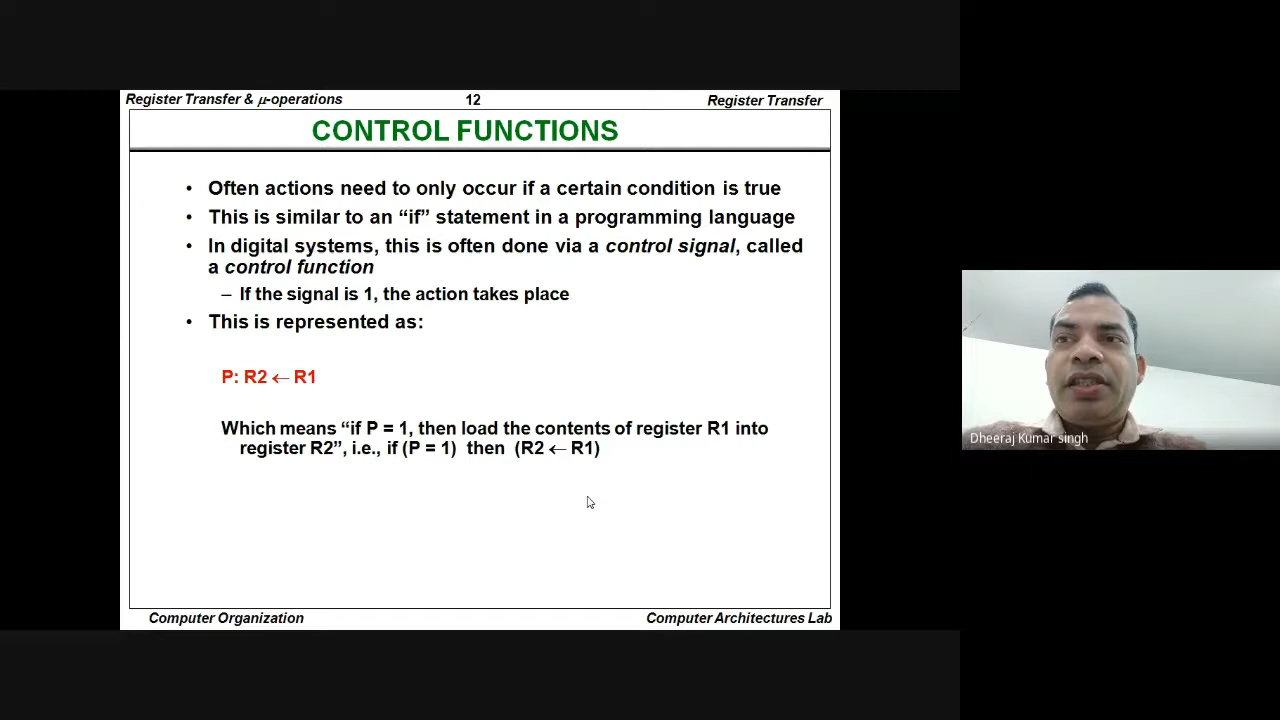 Register Transfer & μ-operations 12 Register Transfer
CONTROL FUNCTIONS
• Often actions need to only occur if a certain condition is true
• This is similar to an “if” statement in a programming language
• In digital systems, this is often done via a control signal, called
a control function
– If the signal is 1, the action takes place
• This is represented as:
P: R2 ← R1
Which means “if P = 1, then load the contents of register R1 into
register R2”, i.e., if (P = 1) then (R2 ← R1)
Dheeraj Kumar singh
Computer Organization Computer Architectures Lab